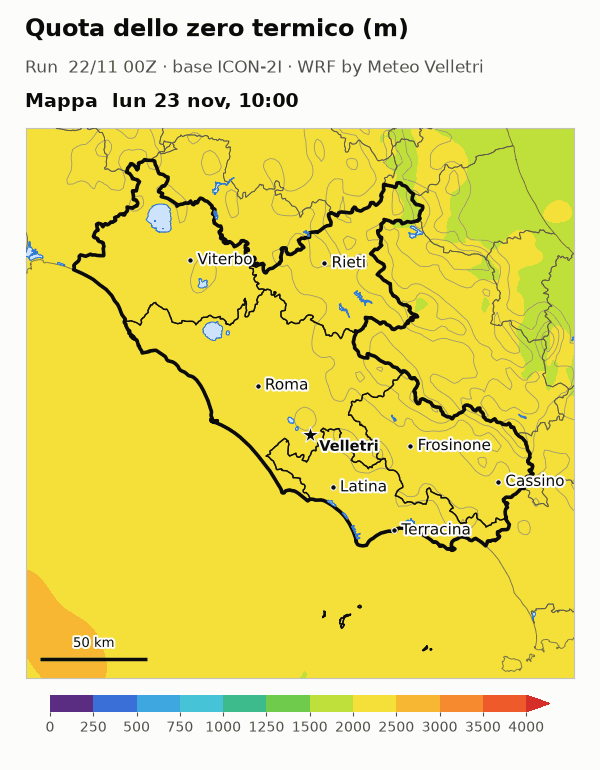 Quota dello zero termico (m)
Run 22/11 00Z · base ICON-2I · WRF by Meteo Velletri
Mappa lun 23 nov, 10:00
Viterbo
Rieti
Roma
Velletri
Frosinone
Cassino
Latina
Terracina
50 km
0 250 500 750 1000 1250 1500 2000 2500 3000 3500 4000